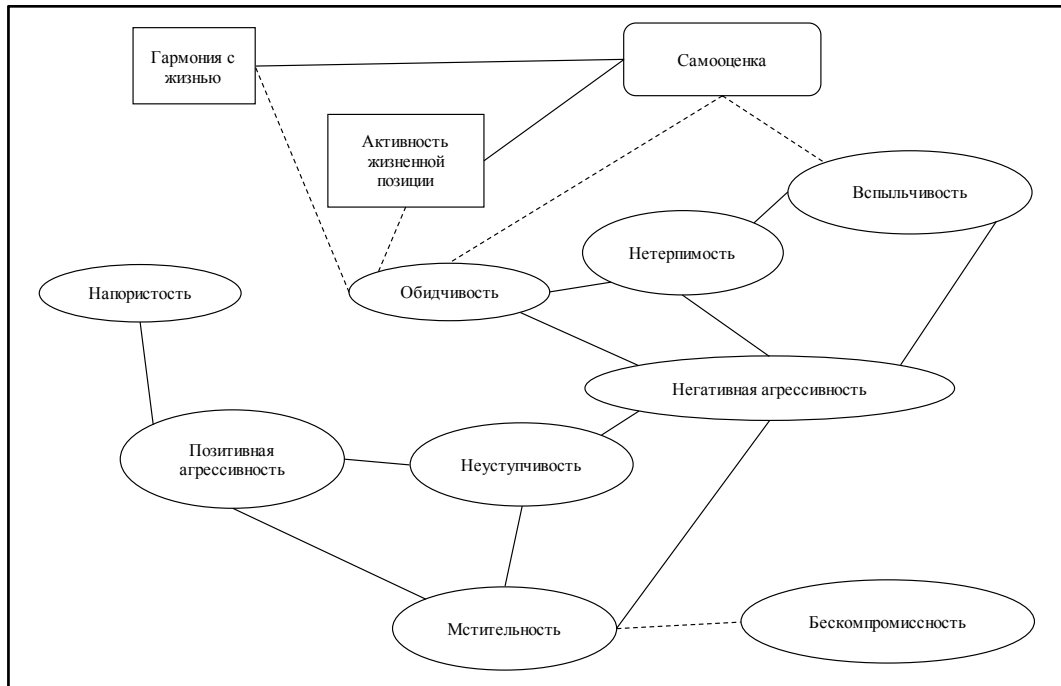 Гармония с
жизнью
Самооценка
Активность
жизненной
позиции
Вспыльчивость
Нетерпимость
Напористость
Обидчивость
Негативная агрессивность
Позитивная
агрессивность
Неуступчивость
Мстительность
Бескомпромиссность